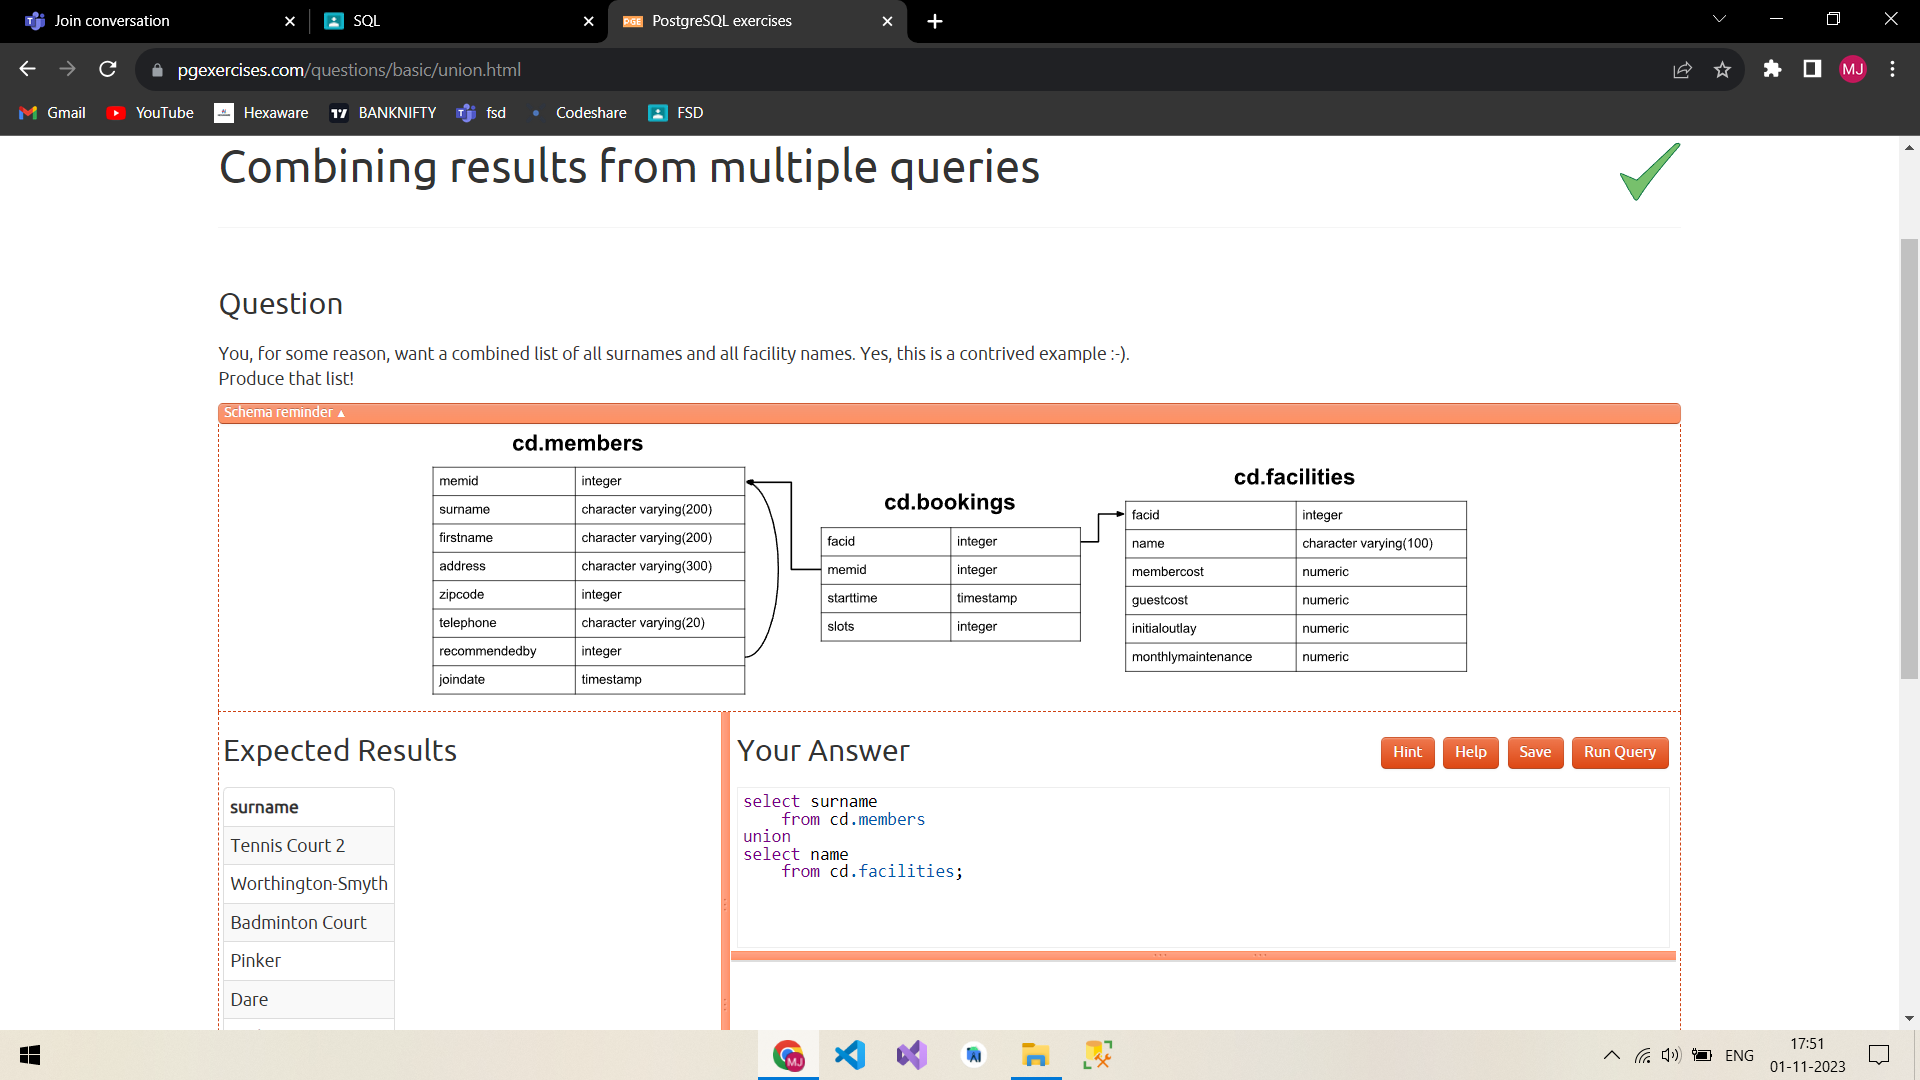 Join conversation
SQL
PGE PostgreSQL exercises
pgexercises.com/questions/basic/union.html
MJ
Gmail
YouTube
Hexaware
BANKNIFTY
fsd
Codeshare
FSD
Combining results from multiple queries
Question
You, for some reason, want a combined list of all surnames and all facility names. Yes, this is a contrived example :-).
Produce that list!
Schema reminder ▲
cd.members
memid integer
surname character varying(200)
firstname character varying(200)
address character varying(300)
zipcode integer
telephone character varying(20)
recommendedby integer
joindate timestamp
cd.bookings
facid integer
memid integer
starttime timestamp
slots integer
cd.facilities
facid integer
name character varying(100)
membercost numeric
guestcost numeric
initialoutlay numeric
monthlymaintenance numeric
Expected Results
surname
Tennis Court 2
Worthington-Smyth
Badminton Court
Pinker
Dare
Your Answer
Hint
Help
Save
Run Query
select surname
from cd.members
union
select name
from cd.facilities;
MJ
ENG
17:51
01-11-2023